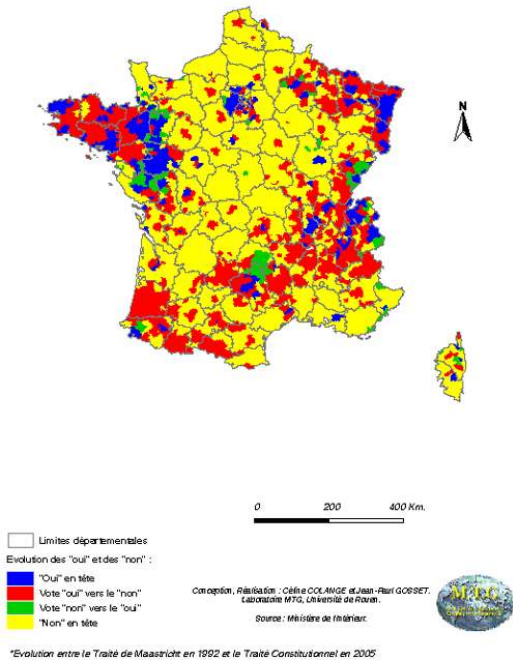 N
0 200 400 Km.
Limites départementales
Evolution des "oui" et des "non" :
"Oui" en tête
Vote "oui" vers le "non"
Vote "non" vers le "oui"
"Non" en tête
Conception, Réalisation : Céline COLANGE et Jean-Paul GOSSET.
Laboratoire MTG, Université de Rouen.
Source : Ministère de l'Intérieur.
M.T.G.
*Evolution entre le Traité de Maastricht en 1992 et le Traité Constitutionnel en 2005